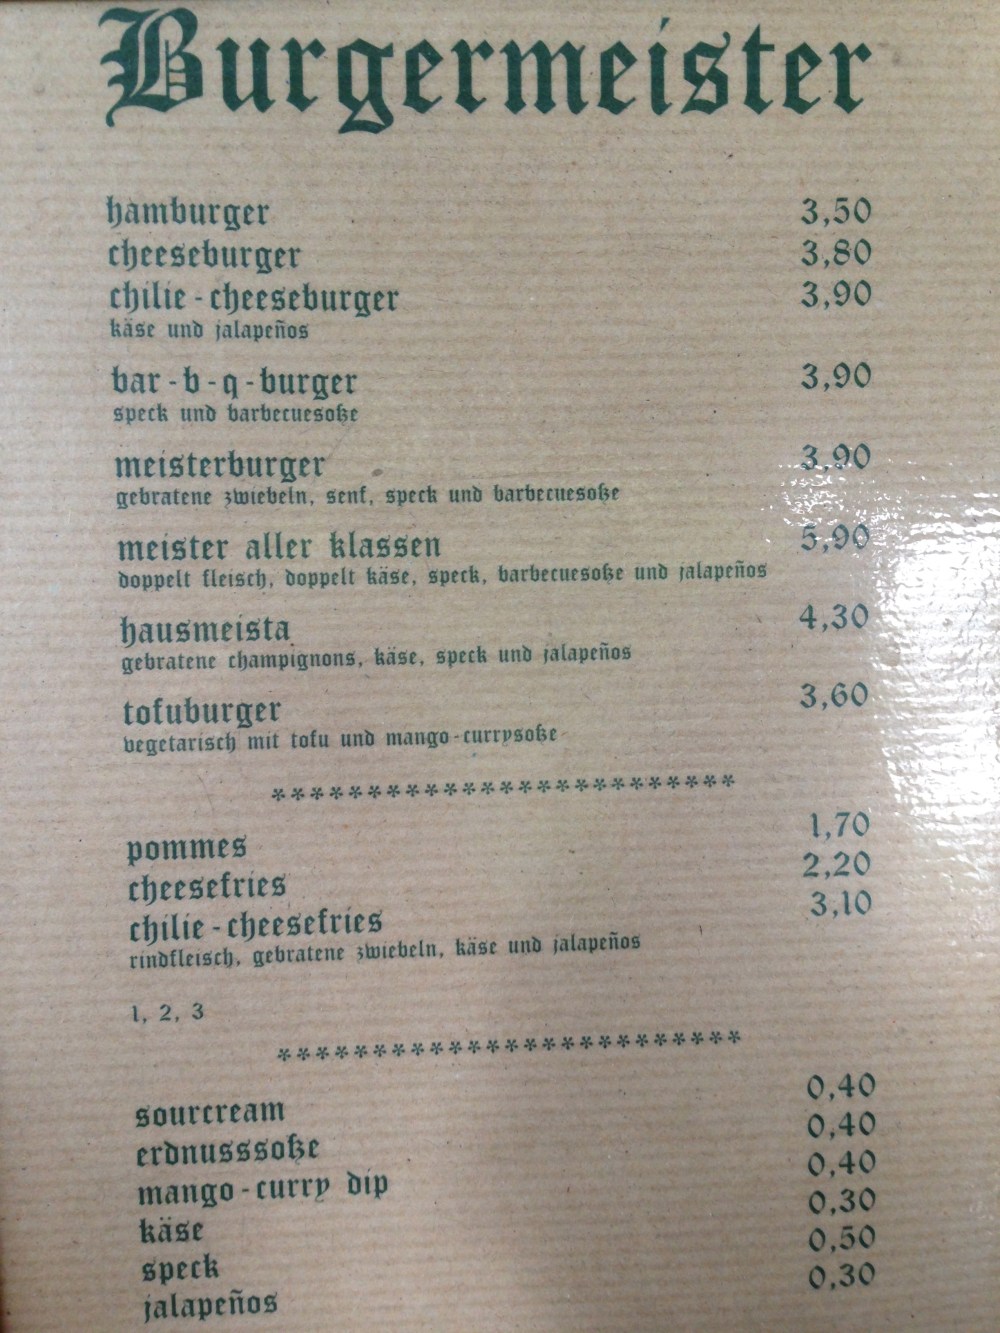 Burgermeister
hamburger 3,50
cheeseburger 3,80
chilie-cheeseburger 3,90
käse und jalapeños
bar-b-q-burger 3,90
speck und barbecuesoße
meisterburger 3,90
gebratene zwiebeln, senf, speck und barbecuesoße
meister aller klassen 5,90
doppelt fleisch, doppelt käse, speck, barbecuesoße und jalapeños
hausmeista 4,30
gebratene champignons, käse, speck und jalapeños
tofuburger 3,60
vegetarisch mit tofu und mango-currysoße
*************************
pommes 1,70
cheesefries 2,20
chilie-cheesefries 3,10
rindfleisch, gebratene zwiebeln, käse und jalapeños
1, 2, 3
*************************
sourcream 0,40
erdnusssoße 0,40
mango-curry dip 0,40
käse 0,30
speck 0,50
jalapeños 0,30